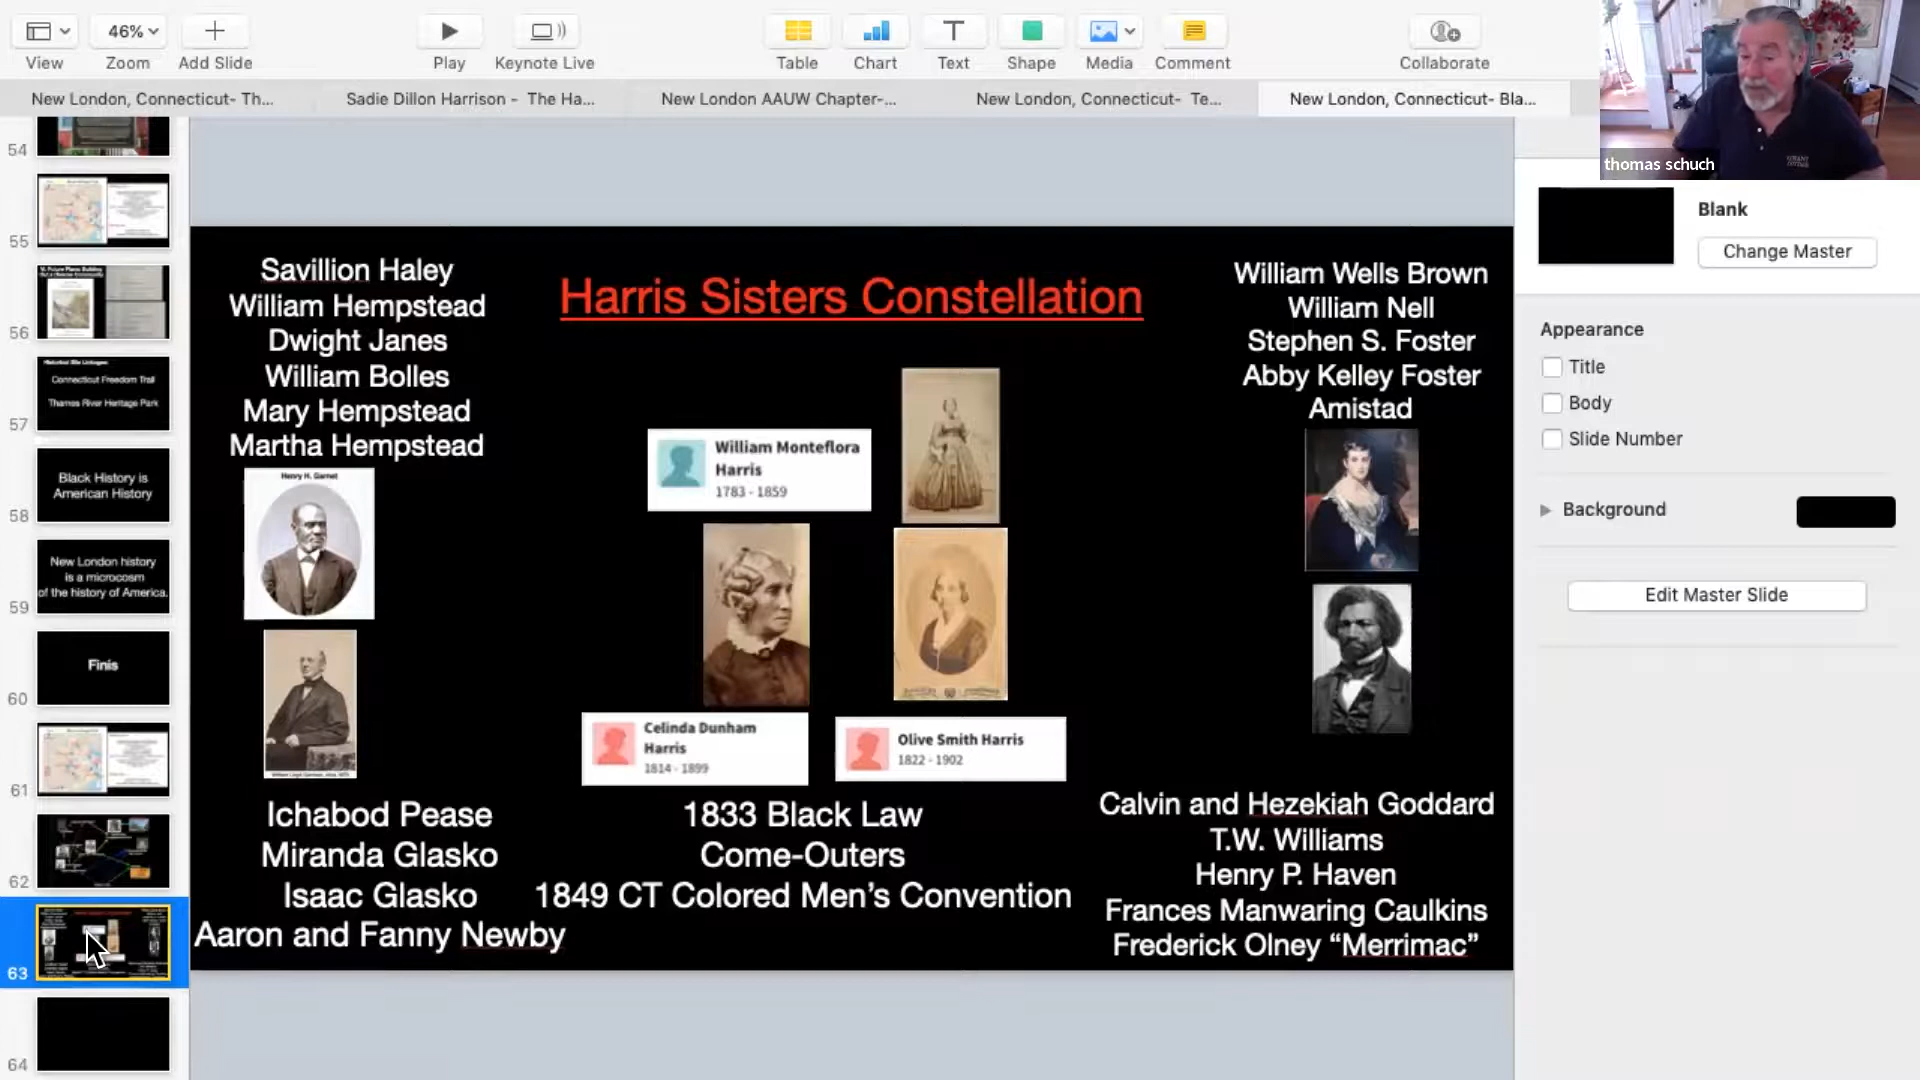 View
46%
Zoom
Add Slide
Play
Keynote Live
Table
Chart
Text
Shape
Media
Comment
Collaborate
New London, Connecticut- Th...
Sadie Dillon Harrison - The Ha...
New London AAUW Chapter-...
New London, Connecticut- Te...
New London, Connecticut- Bla...
thomas schuch
54
55
56
57
Connecticut Freedom Trail
Thames River Heritage Park
58
Black History is
American History
59
New London history
is a microcosm
of the history of America.
60
Finis
61
62
63
64
Savillion Haley
William Hempstead
Dwight Janes
William Bolles
Mary Hempstead
Martha Hempstead
Henry H. Garnet
Ichabod Pease
Miranda Glasko
Isaac Glasko
Aaron and Fanny Newby
Harris Sisters Constellation
William Monteflora
Harris
1783 - 1859
Celinda Dunham
Harris
1814 - 1899
Olive Smith Harris
1822 - 1902
1833 Black Law
Come-Outers
1849 CT Colored Men's Convention
William Wells Brown
William Nell
Stephen S. Foster
Abby Kelley Foster
Amistad
Calvin and Hezekiah Goddard
T.W. Williams
Henry P. Haven
Frances Manwaring Caulkins
Frederick Olney “Merrimac”
Blank
Change Master
Appearance
Title
Body
Slide Number
Background
Edit Master Slide